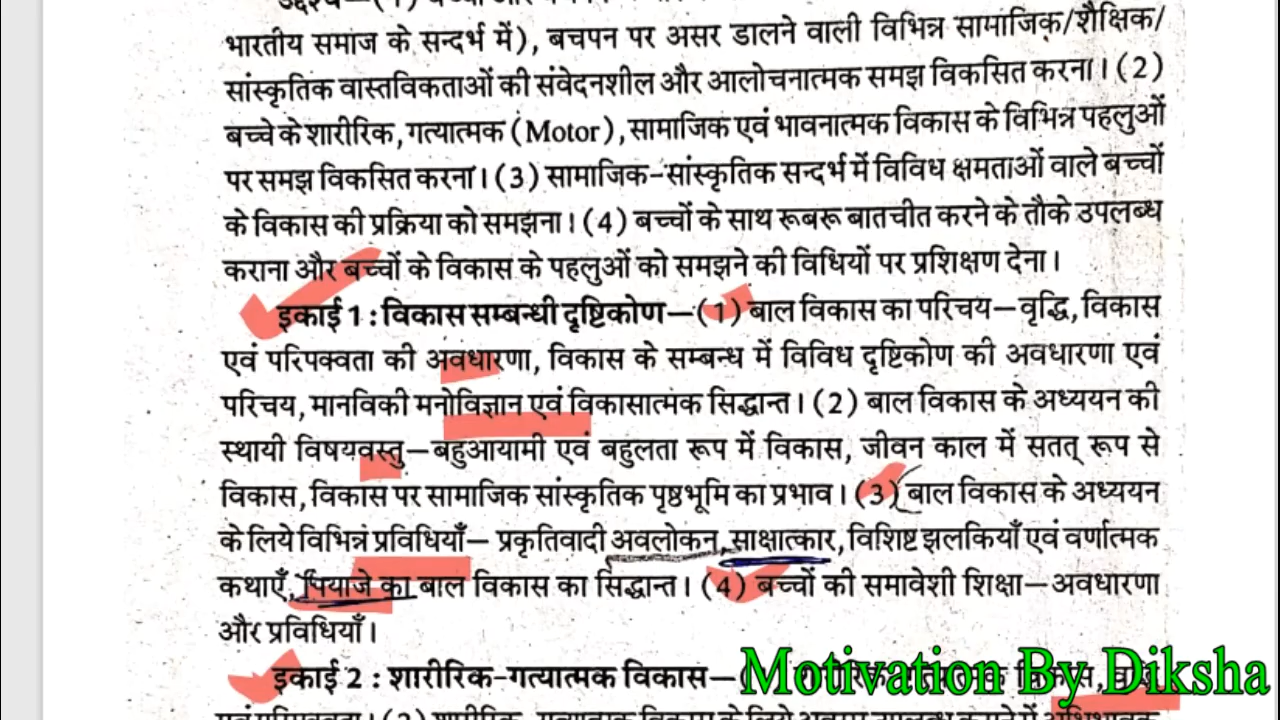 भारतीय समाज के सन्दर्भ में), बचपन पर असर डालने वाली विभिन्न सामाजिक/शैक्षिक/
सांस्कृतिक वास्तविकताओं की संवेदनशील और आलोचनात्मक समझ विकसित करना। (2)
बच्चे के शारीरिक, गत्यात्मक (Motor), सामाजिक एवं भावनात्मक विकास के विभिन्न पहलुओं
पर समझ विकसित करना। (3) सामाजिक-सांस्कृतिक सन्दर्भ में विविध क्षमताओं वाले बच्चों
के विकास की प्रक्रिया को समझना। (4) बच्चों के साथ रूबरू बातचीत करने के तौके उपलब्ध
कराना और बच्चों के विकास के पहलुओं को समझने की विधियों पर प्रशिक्षण देना।
इकाई 1 : विकास सम्बन्धी दृष्टिकोण—(1) बाल विकास का परिचय—वृद्धि, विकास
एवं परिपक्वता की अवधारणा, विकास के सम्बन्ध में विविध दृष्टिकोण की अवधारणा एवं
परिचय, मानविकी मनोविज्ञान एवं विकासात्मक सिद्धान्त। (2) बाल विकास के अध्ययन की
स्थायी विषयवस्तु—बहुआयामी एवं बहुलता रूप में विकास, जीवन काल में सतत् रूप से
विकास, विकास पर सामाजिक सांस्कृतिक पृष्ठभूमि का प्रभाव। (3) बाल विकास के अध्ययन
के लिये विभिन्न प्रविधियाँ— प्रकृतिवादी अवलोकन, साक्षात्कार, विशिष्ट झलकियाँ एवं वर्णात्मक
कथाएँ, पियाजे का बाल विकास का सिद्धान्त। (4) बच्चों की समावेशी शिक्षा—अवधारणा
और प्रविधियाँ।
इकाई 2 : शारीरिक-गत्यात्मक विकास—
Motivation By Diksha